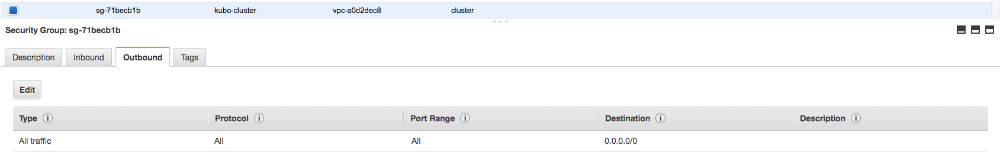 sg-71becb1b kubo-cluster vpc-a0d2dec8 cluster
Security Group: sg-71becb1b
Description Inbound Outbound Tags
Edit
Type Protocol Port Range Destination Description
All traffic All All 0.0.0.0/0